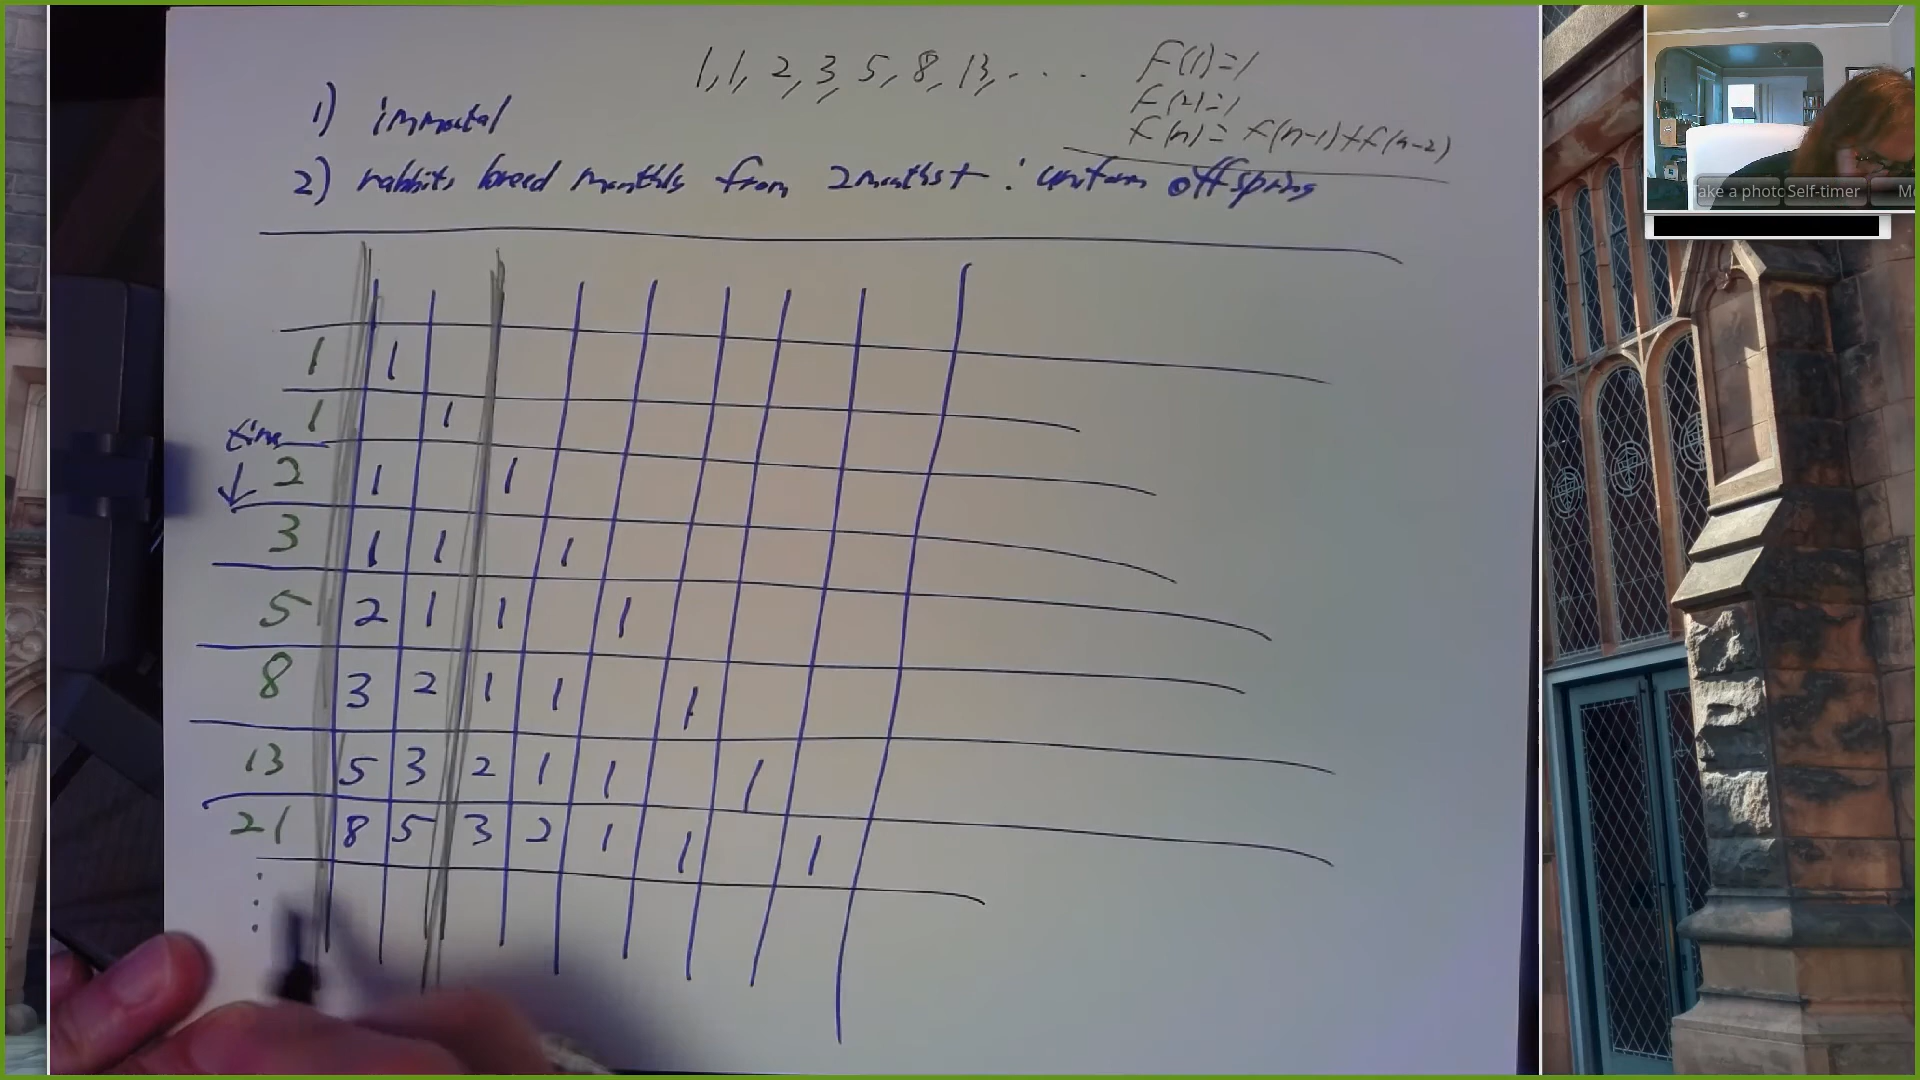 1, 1, 2, 3, 5, 8, 13, . . .
F(1)=1
F(2)=1
F(n)= F(n-1)+F(n-2)
1) immortal
2) rabbits breed monthly from 2months+ : uniform offspring
1 1
1 1
time
2 1 1
3 1 1 1
5 2 1 1 1
8 3 2 1 1 1
13 5 3 2 1 1 1
21 8 5 3 2 1 1 1
Take a photo Self-timer